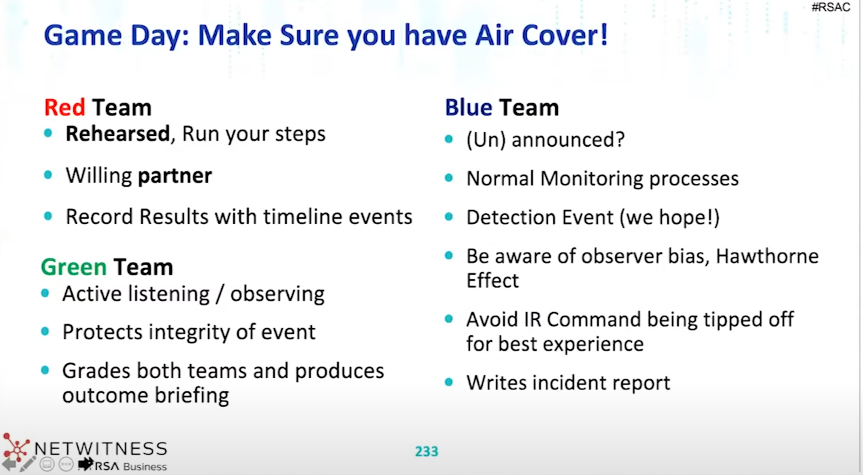 #RSAC
Game Day: Make Sure you have Air Cover!
Red Team
• Rehearsed, Run your steps
• Willing partner
• Record Results with timeline events
Green Team
• Active listening / observing
• Protects integrity of event
• Grades both teams and produces
outcome briefing
Blue Team
• (Un) announced?
• Normal Monitoring processes
• Detection Event (we hope!)
• Be aware of observer bias, Hawthorne
Effect
• Avoid IR Command being tipped off
for best experience
• Writes incident report
NETWITNESS
RSA Business
233